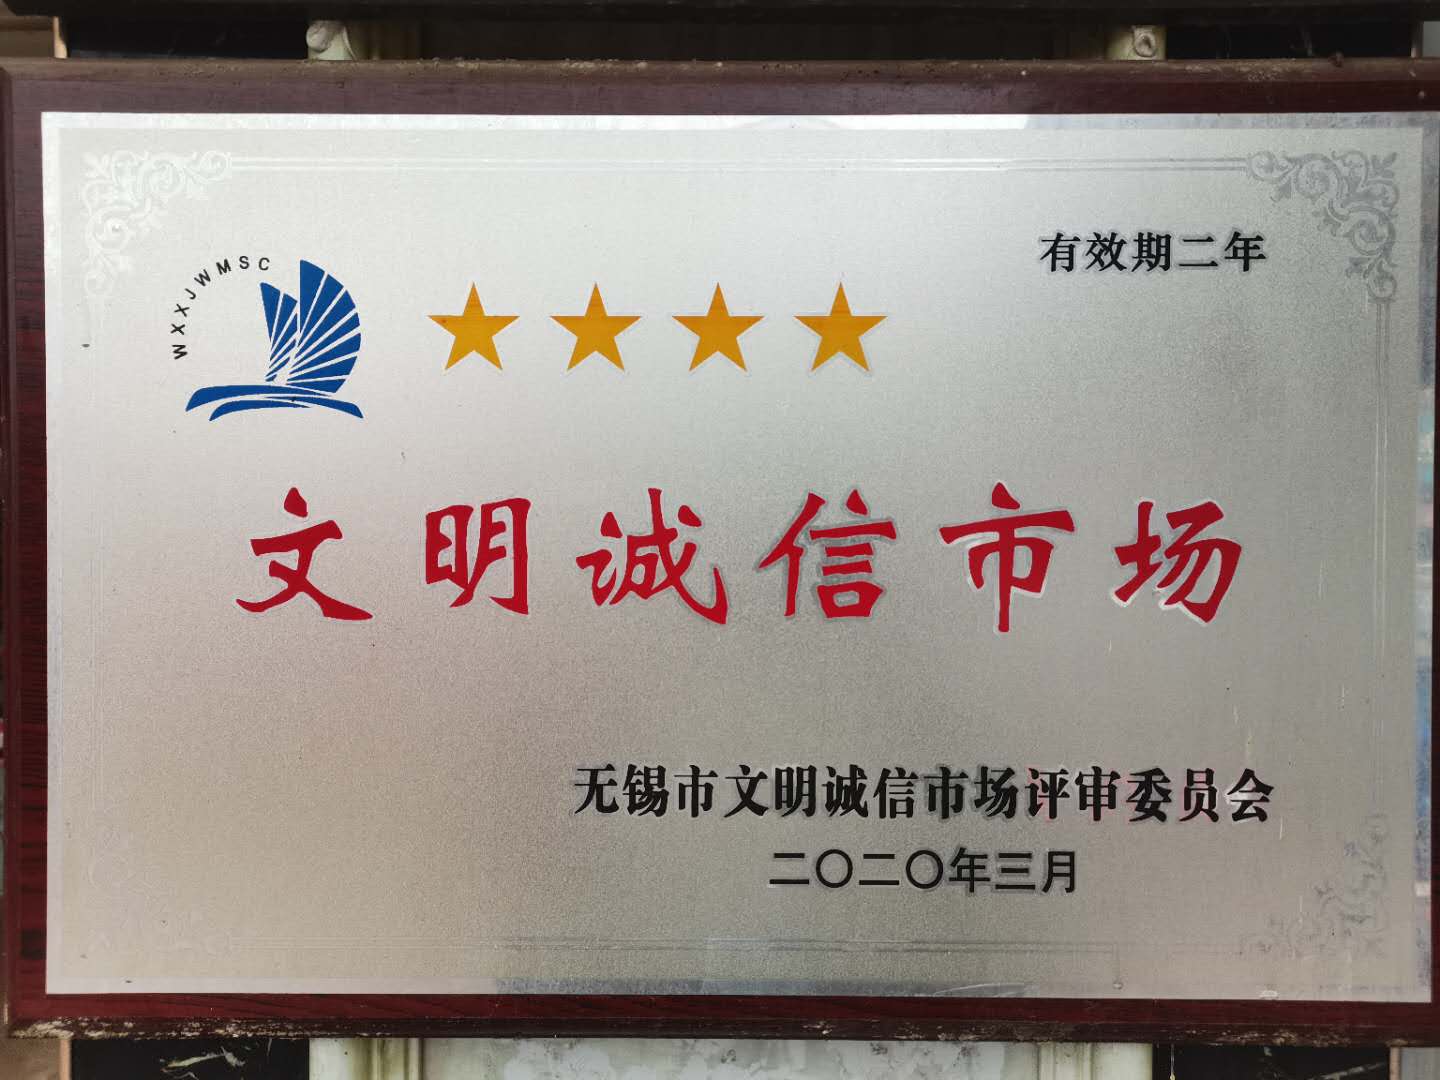 有效期二年
WXXJWMSC
文明诚信市场
无锡市文明诚信市场评审委员会
二〇二〇年三月